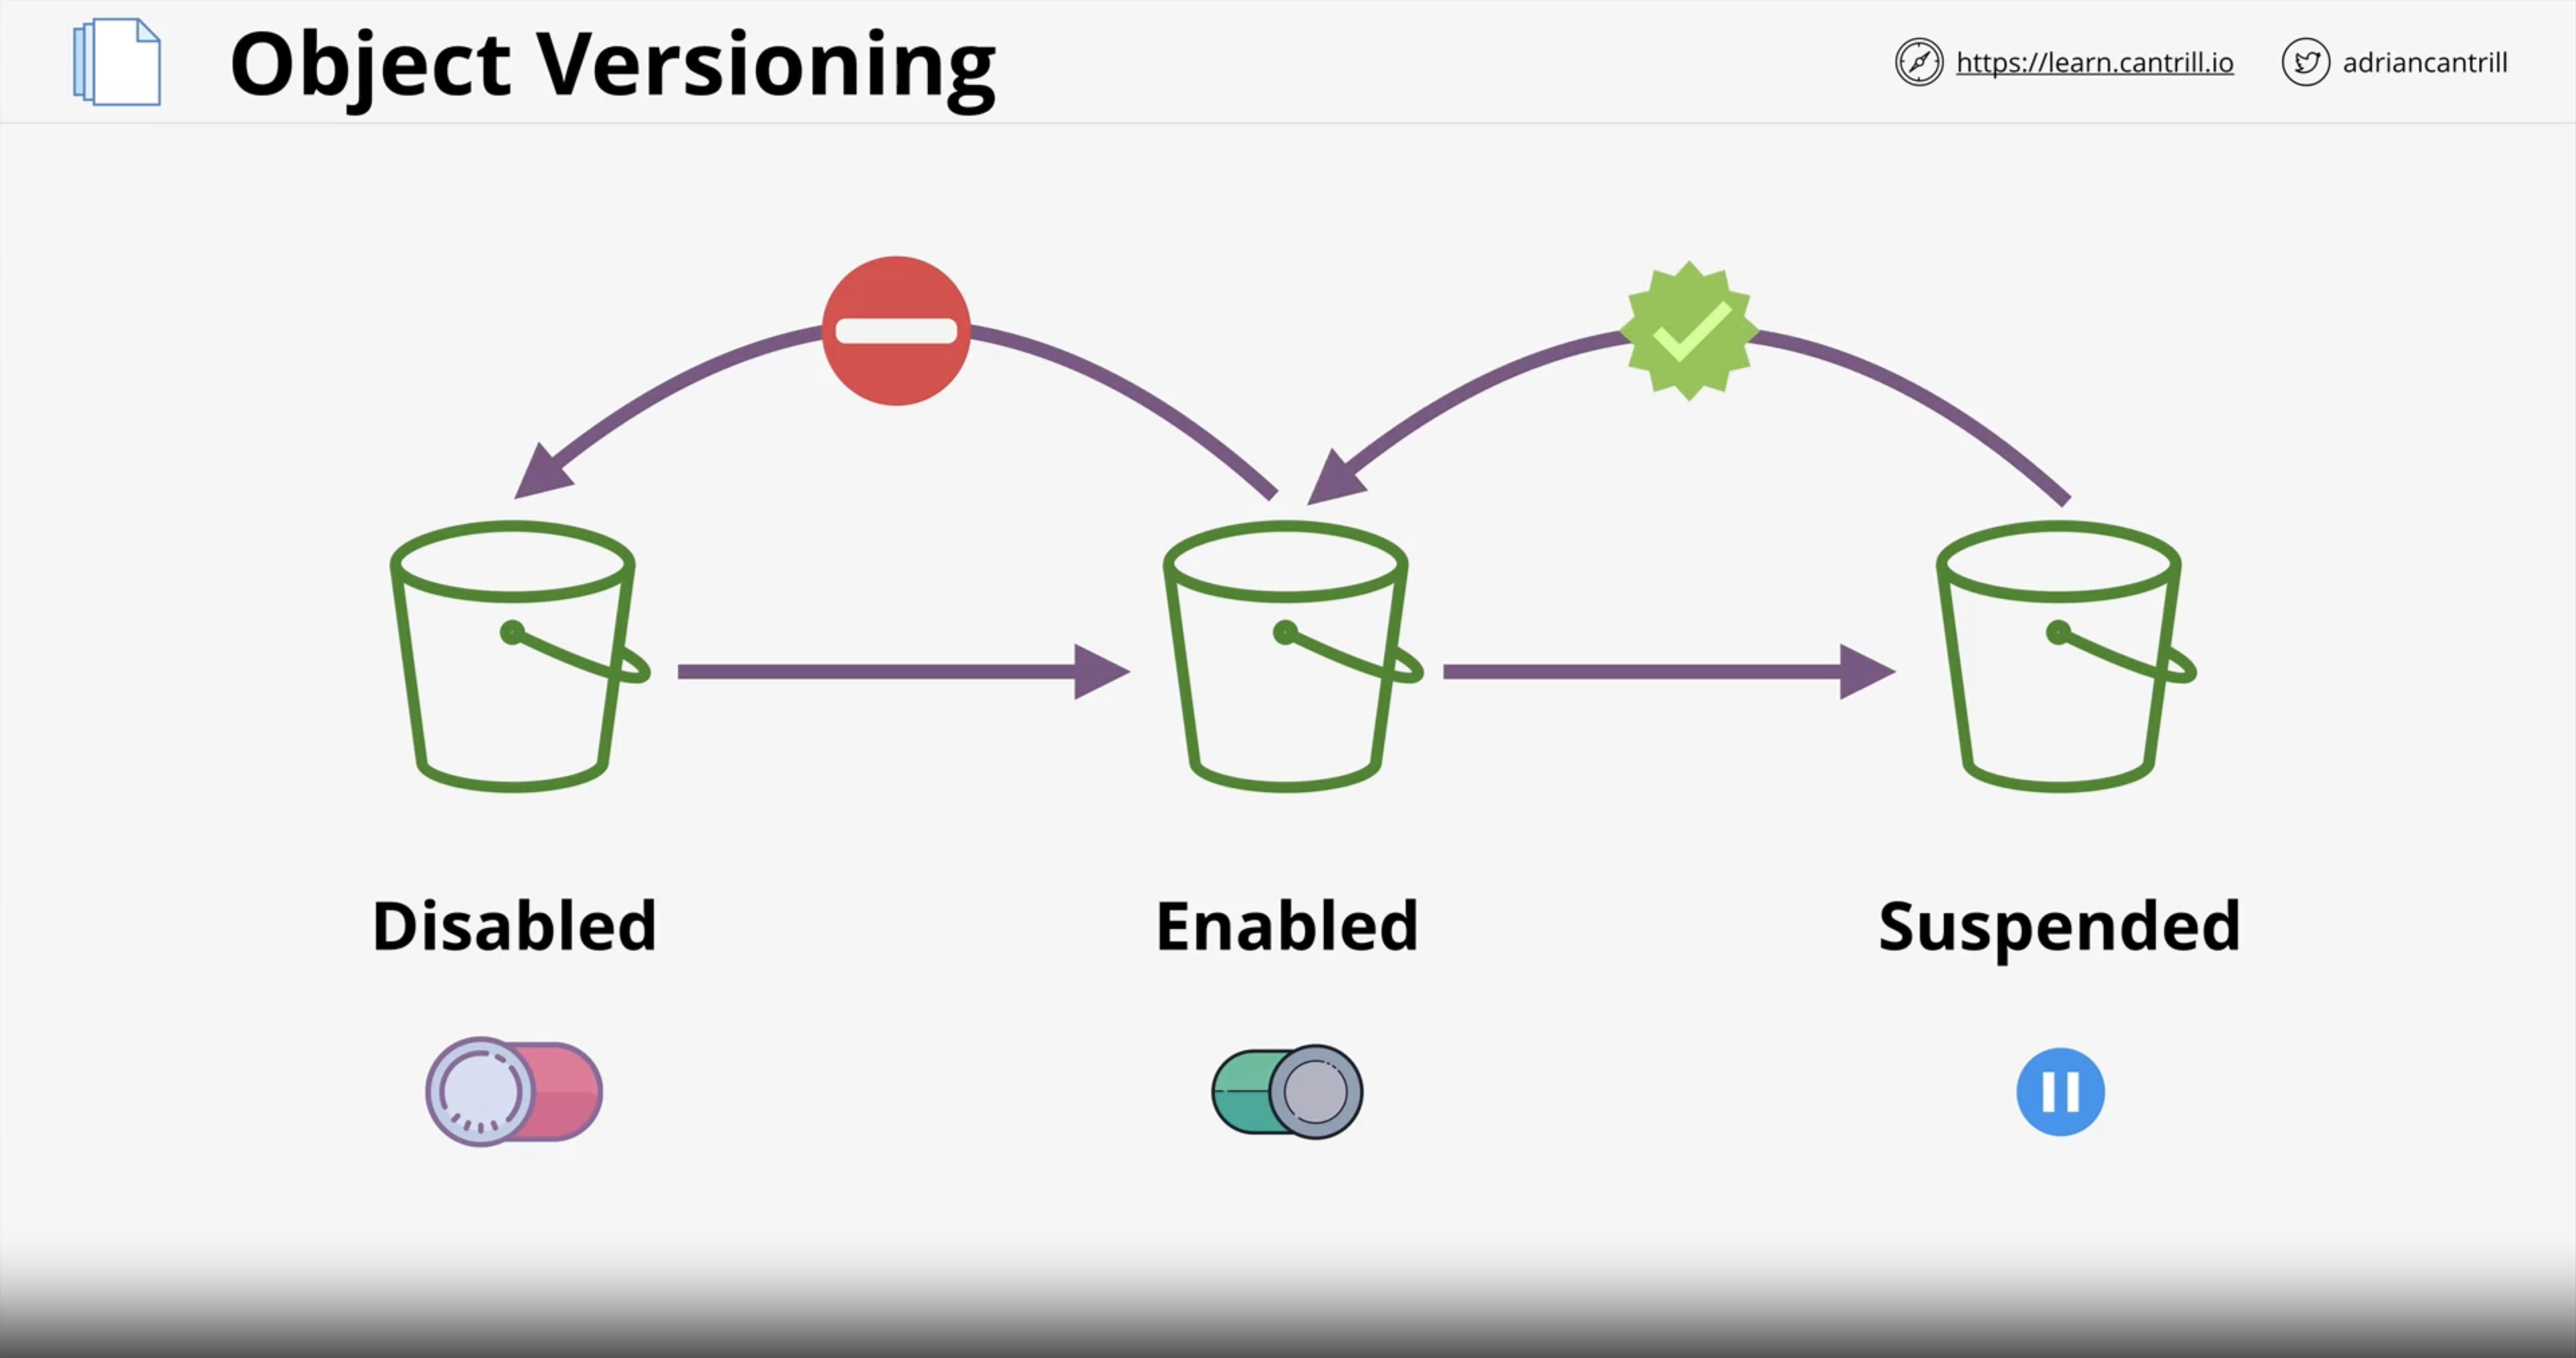 Object Versioning
https://learn.cantrill.io
adriancantrill
Disabled
Enabled
Suspended